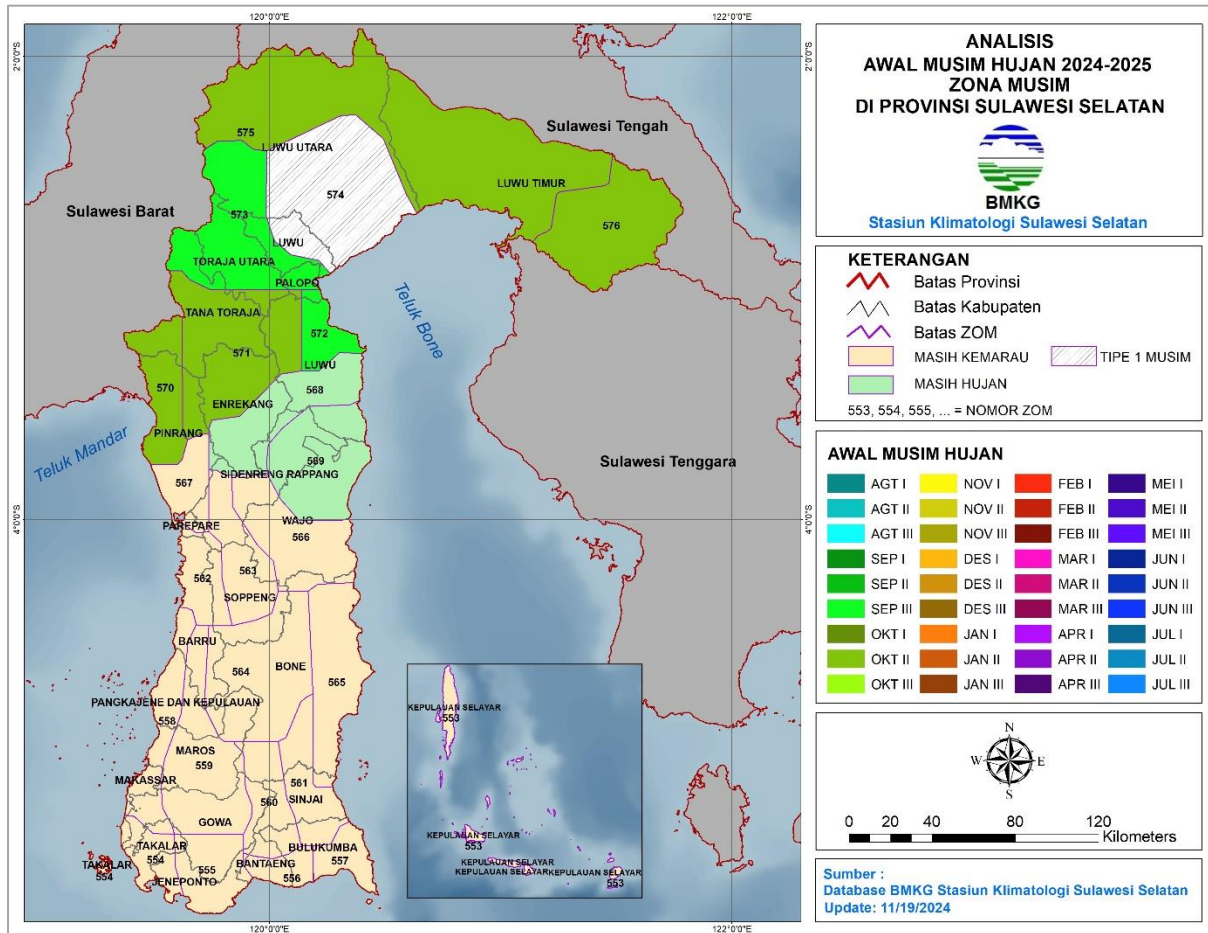 120°0'0"E
122°0'0"E
2°0'0"S
Sulawesi Tengah
575
LUWU UTARA
574
LUWU TIMUR
576
Sulawesi Barat
573
LUWU
TORAJA UTARA
PALOPO
TANA TORAJA
572
571
LUWU
570
568
ENREKANG
PINRANG
Teluk Bone
Teluk Mandar
569
SIDENRENG RAPPANG
567
Sulawesi Tenggara
WAJO
PAREPARE
566
4°0'0"S
4°0'0"S
562
563
SOPPENG
BARRU
BONE
564
565
PANGKAJENE DAN KEPULAUAN
558
MAROS
559
MAKASSAR
561
560
SINJAI
GOWA
TAKALAR
554
BULUKUMBA
557
TAKALAR
554
555
BANTAENG
556
JENEPONTO
KEPULAUAN SELAYAR
553
KEPULAUAN SELAYAR
553
KEPULAUAN SELAYAR
KEPULAUAN SELAYAR
KEPULAUAN SELAYAR
553
120°0'0"E
122°0'0"E
2°0'0"S
ANALISIS
AWAL MUSIM HUJAN 2024-2025
ZONA MUSIM
DI PROVINSI SULAWESI SELATAN
BMKG
Stasiun Klimatologi Sulawesi Selatan
KETERANGAN
Batas Provinsi
Batas Kabupaten
Batas ZOM
MASIH KEMARAU TIPE 1 MUSIM
MASIH HUJAN
553, 554, 555, ... = NOMOR ZOM
AWAL MUSIM HUJAN
AGT I NOV I FEB I MEI I
AGT II NOV II FEB II MEI II
AGT III NOV III FEB III MEI III
SEP I DES I MAR I JUN I
SEP II DES II MAR II JUN II
SEP III DES III MAR III JUN III
OKT I JAN I APR I JUL I
OKT II JAN II APR II JUL II
OKT III JAN III APR III JUL III
N
W E
S
0 20 40 80 120
Kilometers
Sumber :
Database BMKG Stasiun Klimatologi Sulawesi Selatan
Update: 11/19/2024